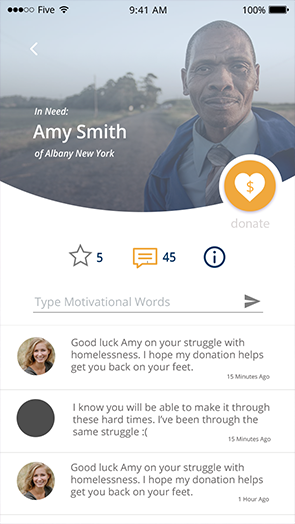 Five 9:41 AM 100%
In Need:
Amy Smith
of Albany New York
$
donate
5 45 i
Type Motivational Words
Good luck Amy on your struggle with
homelessness. I hope my donation helps
get you back on your feet.
15 Minutes Ago
I know you will be able to make it through
these hard times. I've been through the
same struggle :(
15 Minutes Ago
Good luck Amy on your struggle with
homelessness. I hope my donation helps
get you back on your feet.
1 Hour Ago